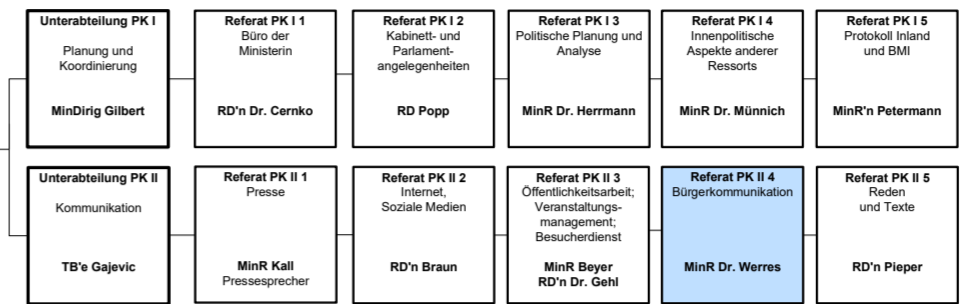 Unterabteilung PK I
Planung und
Koordinierung
MinDirig Gilbert
Referat PK I 1
Büro der
Ministerin
RD'n Dr. Cernko
Referat PK I 2
Kabinett- und
Parlament-
angelegenheiten
RD Popp
Referat PK I 3
Politische Planung und
Analyse
MinR Dr. Herrmann
Referat PK I 4
Innenpolitische
Aspekte anderer
Ressorts
MinR Dr. Münnich
Referat PK I 5
Protokoll Inland
und BMI
MinR'n Petermann
Unterabteilung PK II
Kommunikation
TB'e Gajevic
Referat PK II 1
Presse
MinR Kall
Pressesprecher
Referat PK II 2
Internet,
Soziale Medien
RD'n Braun
Referat PK II 3
Öffentlichkeitsarbeit;
Veranstaltungs-
management;
Besucherdienst
MinR Beyer
RD'n Dr. Gehl
Referat PK II 4
Bürgerkommunikation
MinR Dr. Werres
Referat PK II 5
Reden
und Texte
RD'n Pieper